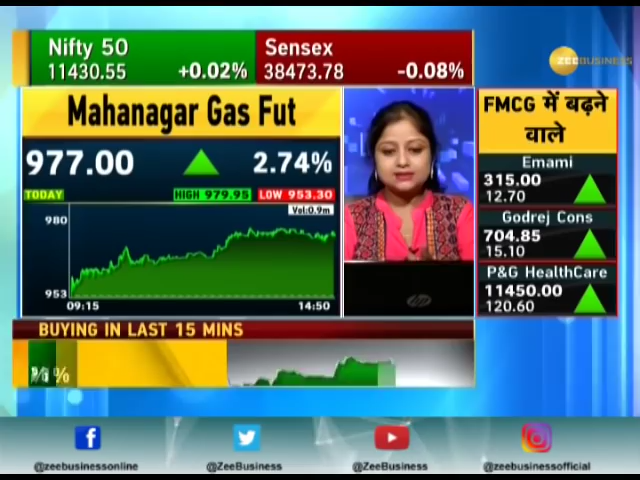 Nifty 50
11430.55 +0.02%
Sensex
38473.78 -0.08%
ZEEBUSINESS
Mahanagar Gas Fut
977.00 2.74%
TODAY HIGH 979.95 LOW 953.30
Vol:0.9m
980
953
09:15 14:50
FMCG में बढ़ने
वाले
Emami
315.00
12.70
Godrej Cons
704.85
15.10
P&G HealthCare
11450.00
120.60
BUYING IN LAST 15 MINS
hp
@zeebusinessonline
@ZeeBusiness
@ZeeBusiness
@zeebusinessofficial